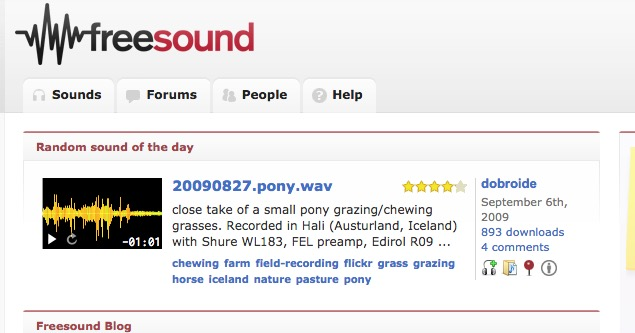 freesound
Sounds Forums People Help
Random sound of the day
20090827.pony.wav
close take of a small pony grazing/chewing
grasses. Recorded in Hali (Austurland, Iceland)
with Shure WL183, FEL preamp, Edirol R09 ...
chewing farm field-recording flickr grass grazing
horse iceland nature pasture pony
-01:01
dobroide
September 6th,
2009
893 downloads
4 comments
Freesound Blog